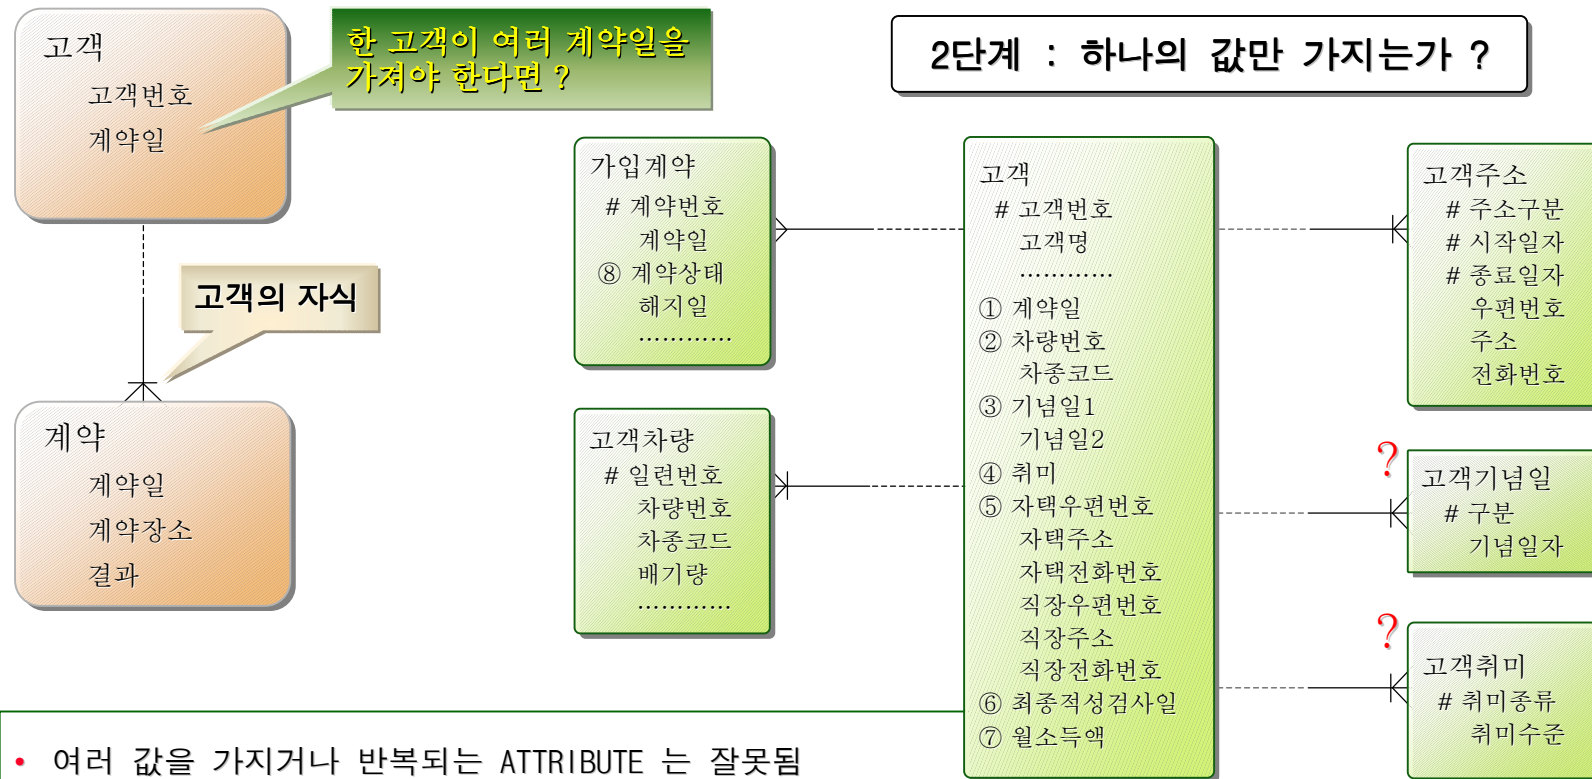 고객
고객번호
계약일
한 고객이 여러 계약일을
가져야 한다면 ?
2단계 : 하나의 값만 가지는가 ?
고객의 자식
계약
계약일
계약장소
결과
가입계약
# 계약번호
계약일
⑧ 계약상태
해지일
............
고객차량
# 일련번호
차량번호
차종코드
배기량
............
고객
# 고객번호
고객명
............
① 계약일
② 차량번호
차종코드
③ 기념일1
기념일2
④ 취미
⑤ 자택우편번호
자택주소
자택전화번호
직장우편번호
직장주소
직장전화번호
⑥ 최종적성검사일
⑦ 월소득액
고객주소
# 주소구분
# 시작일자
# 종료일자
우편번호
주소
전화번호
?
고객기념일
# 구분
기념일자
?
고객취미
# 취미종류
취미수준
• 여러 값을 가지거나 반복되는 ATTRIBUTE 는 잘못됨